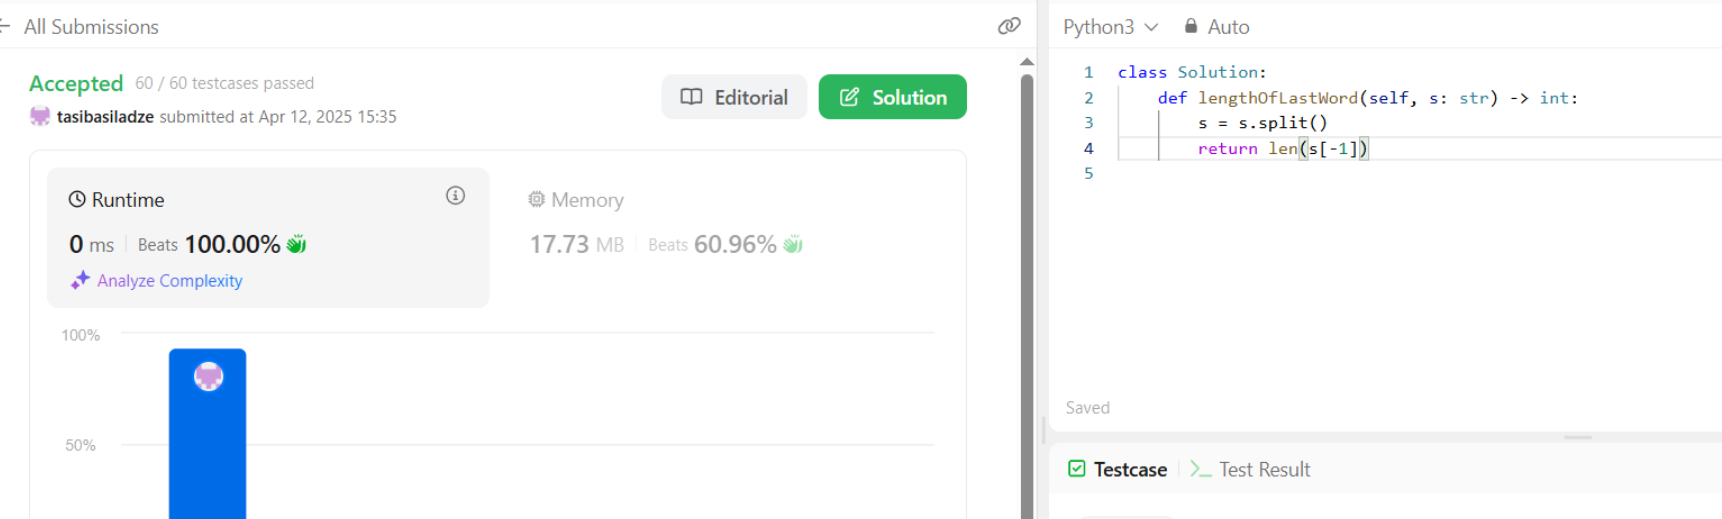 All Submissions
Accepted 60 / 60 testcases passed
tasibasiladze submitted at Apr 12, 2025 15:35
Editorial
Solution
Runtime
0 ms Beats 100.00%
Analyze Complexity
Memory
17.73 MB Beats 60.96%
100%
50%
Python3 Auto
1 class Solution:
2     def lengthOfLastWord(self, s: str) -> int:
3         s = s.split()
4         return len(s[-1])
5
Saved
Testcase
>_ Test Result